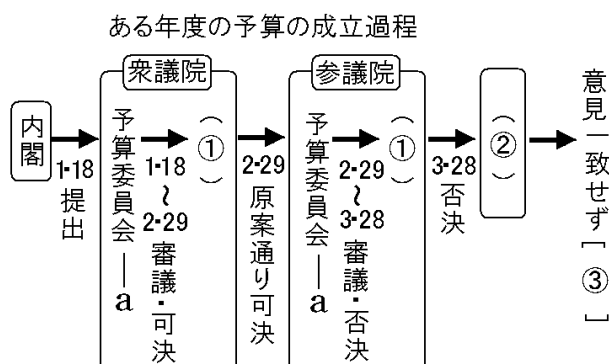 ある年度の予算の成立過程
内閣
1・18
提出
衆議院
予算委員会―a
1・18
～
2・29
審議・可決
（①）
2・29
原案通り可決
参議院
予算委員会―a
2・29
～
3・28
審議・否決
（①）
3・28
否決
（②）
意見一致せず［③］